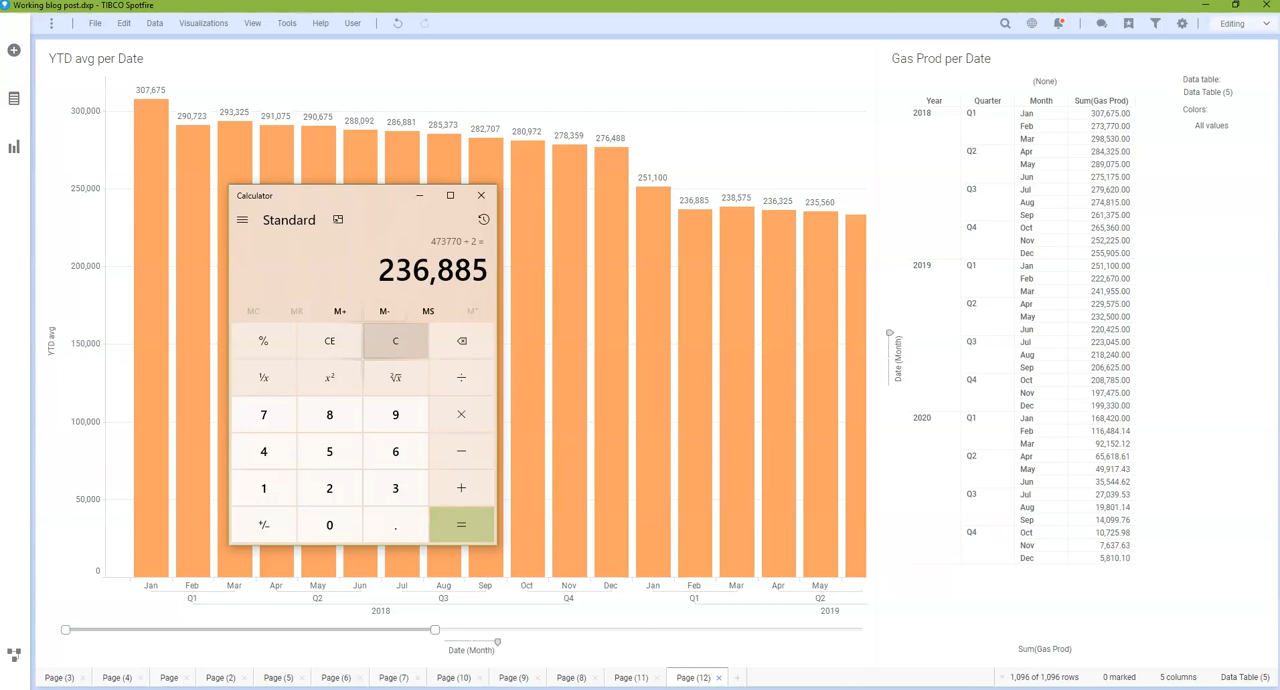 Working blog post.dxp - TIBCO Spotfire
File Edit Data Visualizations View Tools Help User Editing
YTD avg per Date
307,675 290,723 293,325 291,075 290,675 288,092 286,881 285,373 282,707 280,972 278,359 276,488 251,100 236,885 238,575 236,325 235,560
300,000
250,000
200,000
150,000
100,000
50,000
0
YTD avg
Jan Feb Mar Apr May Jun Jul Aug Sep Oct Nov Dec Jan Feb Mar Apr May
Q1 Q2 Q3 Q4 Q1 Q2
2018 2019
Date (Month)
Calculator
Standard
473770 ÷ 2 =
236,885
MC MR M+ M- MS M˅
% CE C
¹/x x² ²√x ÷
7 8 9 ×
4 5 6 −
1 2 3 +
+/− 0 . =
Gas Prod per Date
(None)
Year Quarter Month Sum(Gas Prod)
2018 Q1 Jan 307,675.00
Feb 273,770.00
Mar 298,530.00
Q2 Apr 284,325.00
May 289,075.00
Jun 275,175.00
Q3 Jul 279,620.00
Aug 274,815.00
Sep 261,375.00
Q4 Oct 265,360.00
Nov 252,225.00
Dec 255,905.00
2019 Q1 Jan 251,100.00
Feb 222,670.00
Mar 241,955.00
Q2 Apr 229,575.00
May 232,500.00
Jun 220,425.00
Q3 Jul 223,045.00
Aug 218,240.00
Sep 206,625.00
Q4 Oct 208,785.00
Nov 197,475.00
Dec 199,330.00
2020 Q1 Jan 168,420.00
Feb 116,484.14
Mar 92,152.12
Q2 Apr 65,618.61
May 49,917.43
Jun 35,544.62
Q3 Jul 27,039.53
Aug 19,801.14
Sep 14,099.76
Q4 Oct 10,725.98
Nov 7,637.63
Dec 5,810.10
Date (Month)
Sum(Gas Prod)
Data table:
Data Table (5)
Colors:
All values
Page (3) Page (4) Page Page (2) Page (5) Page (6) Page (7) Page (10) Page (9) Page (8) Page (11) Page (12)
1,096 of 1,096 rows 0 marked 5 columns Data Table (5)